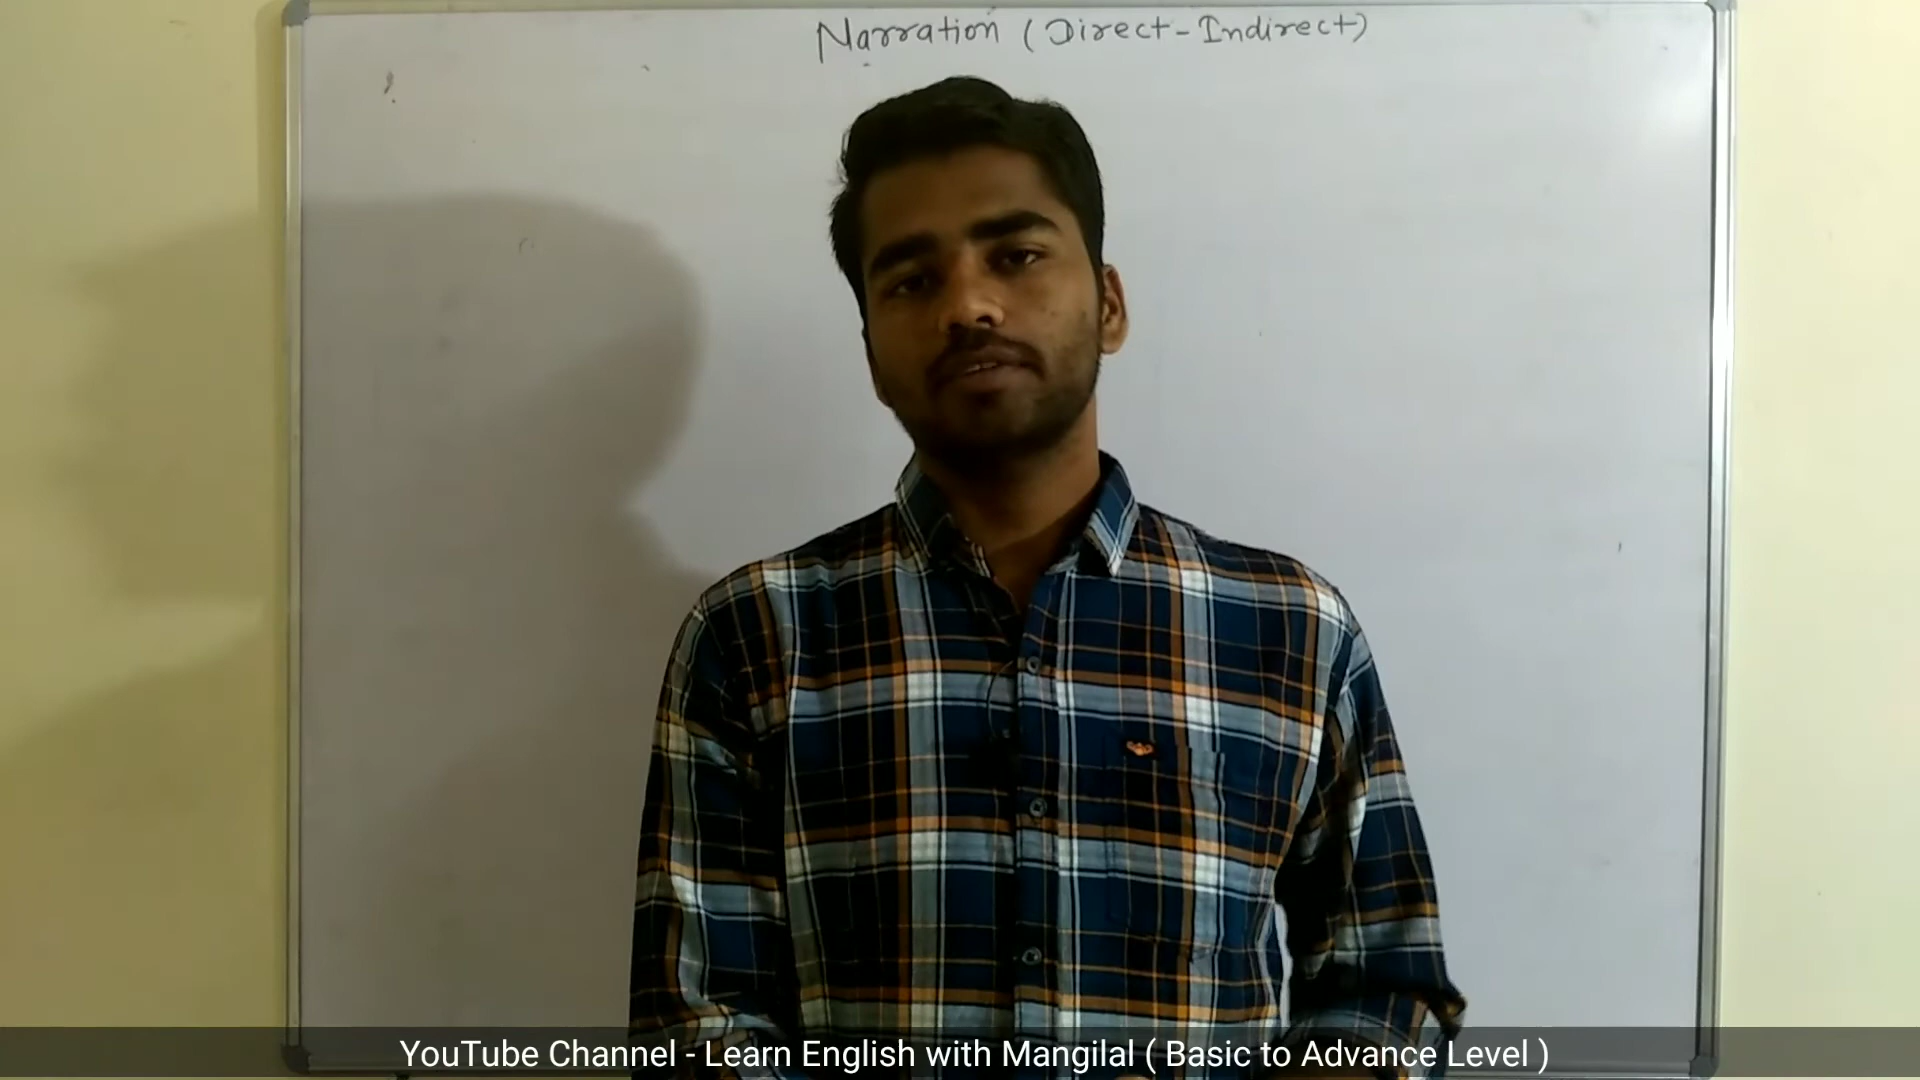 Narration (Direct-Indirect)
YouTube Channel - Learn English with Mangilal ( Basic to Advance Level )